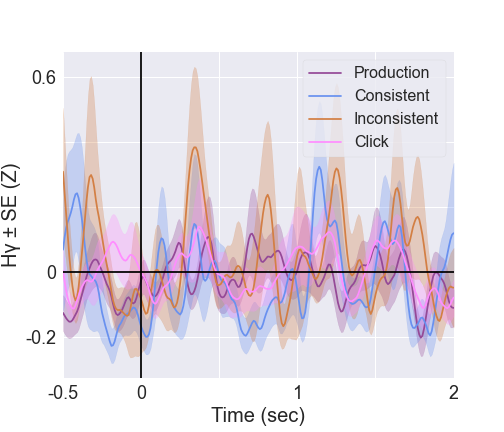 Production
Consistent
Inconsistent
Click
0.6
0
-0.2
Hγ ± SE (Z)
-0.5 0 1 2
Time (sec)